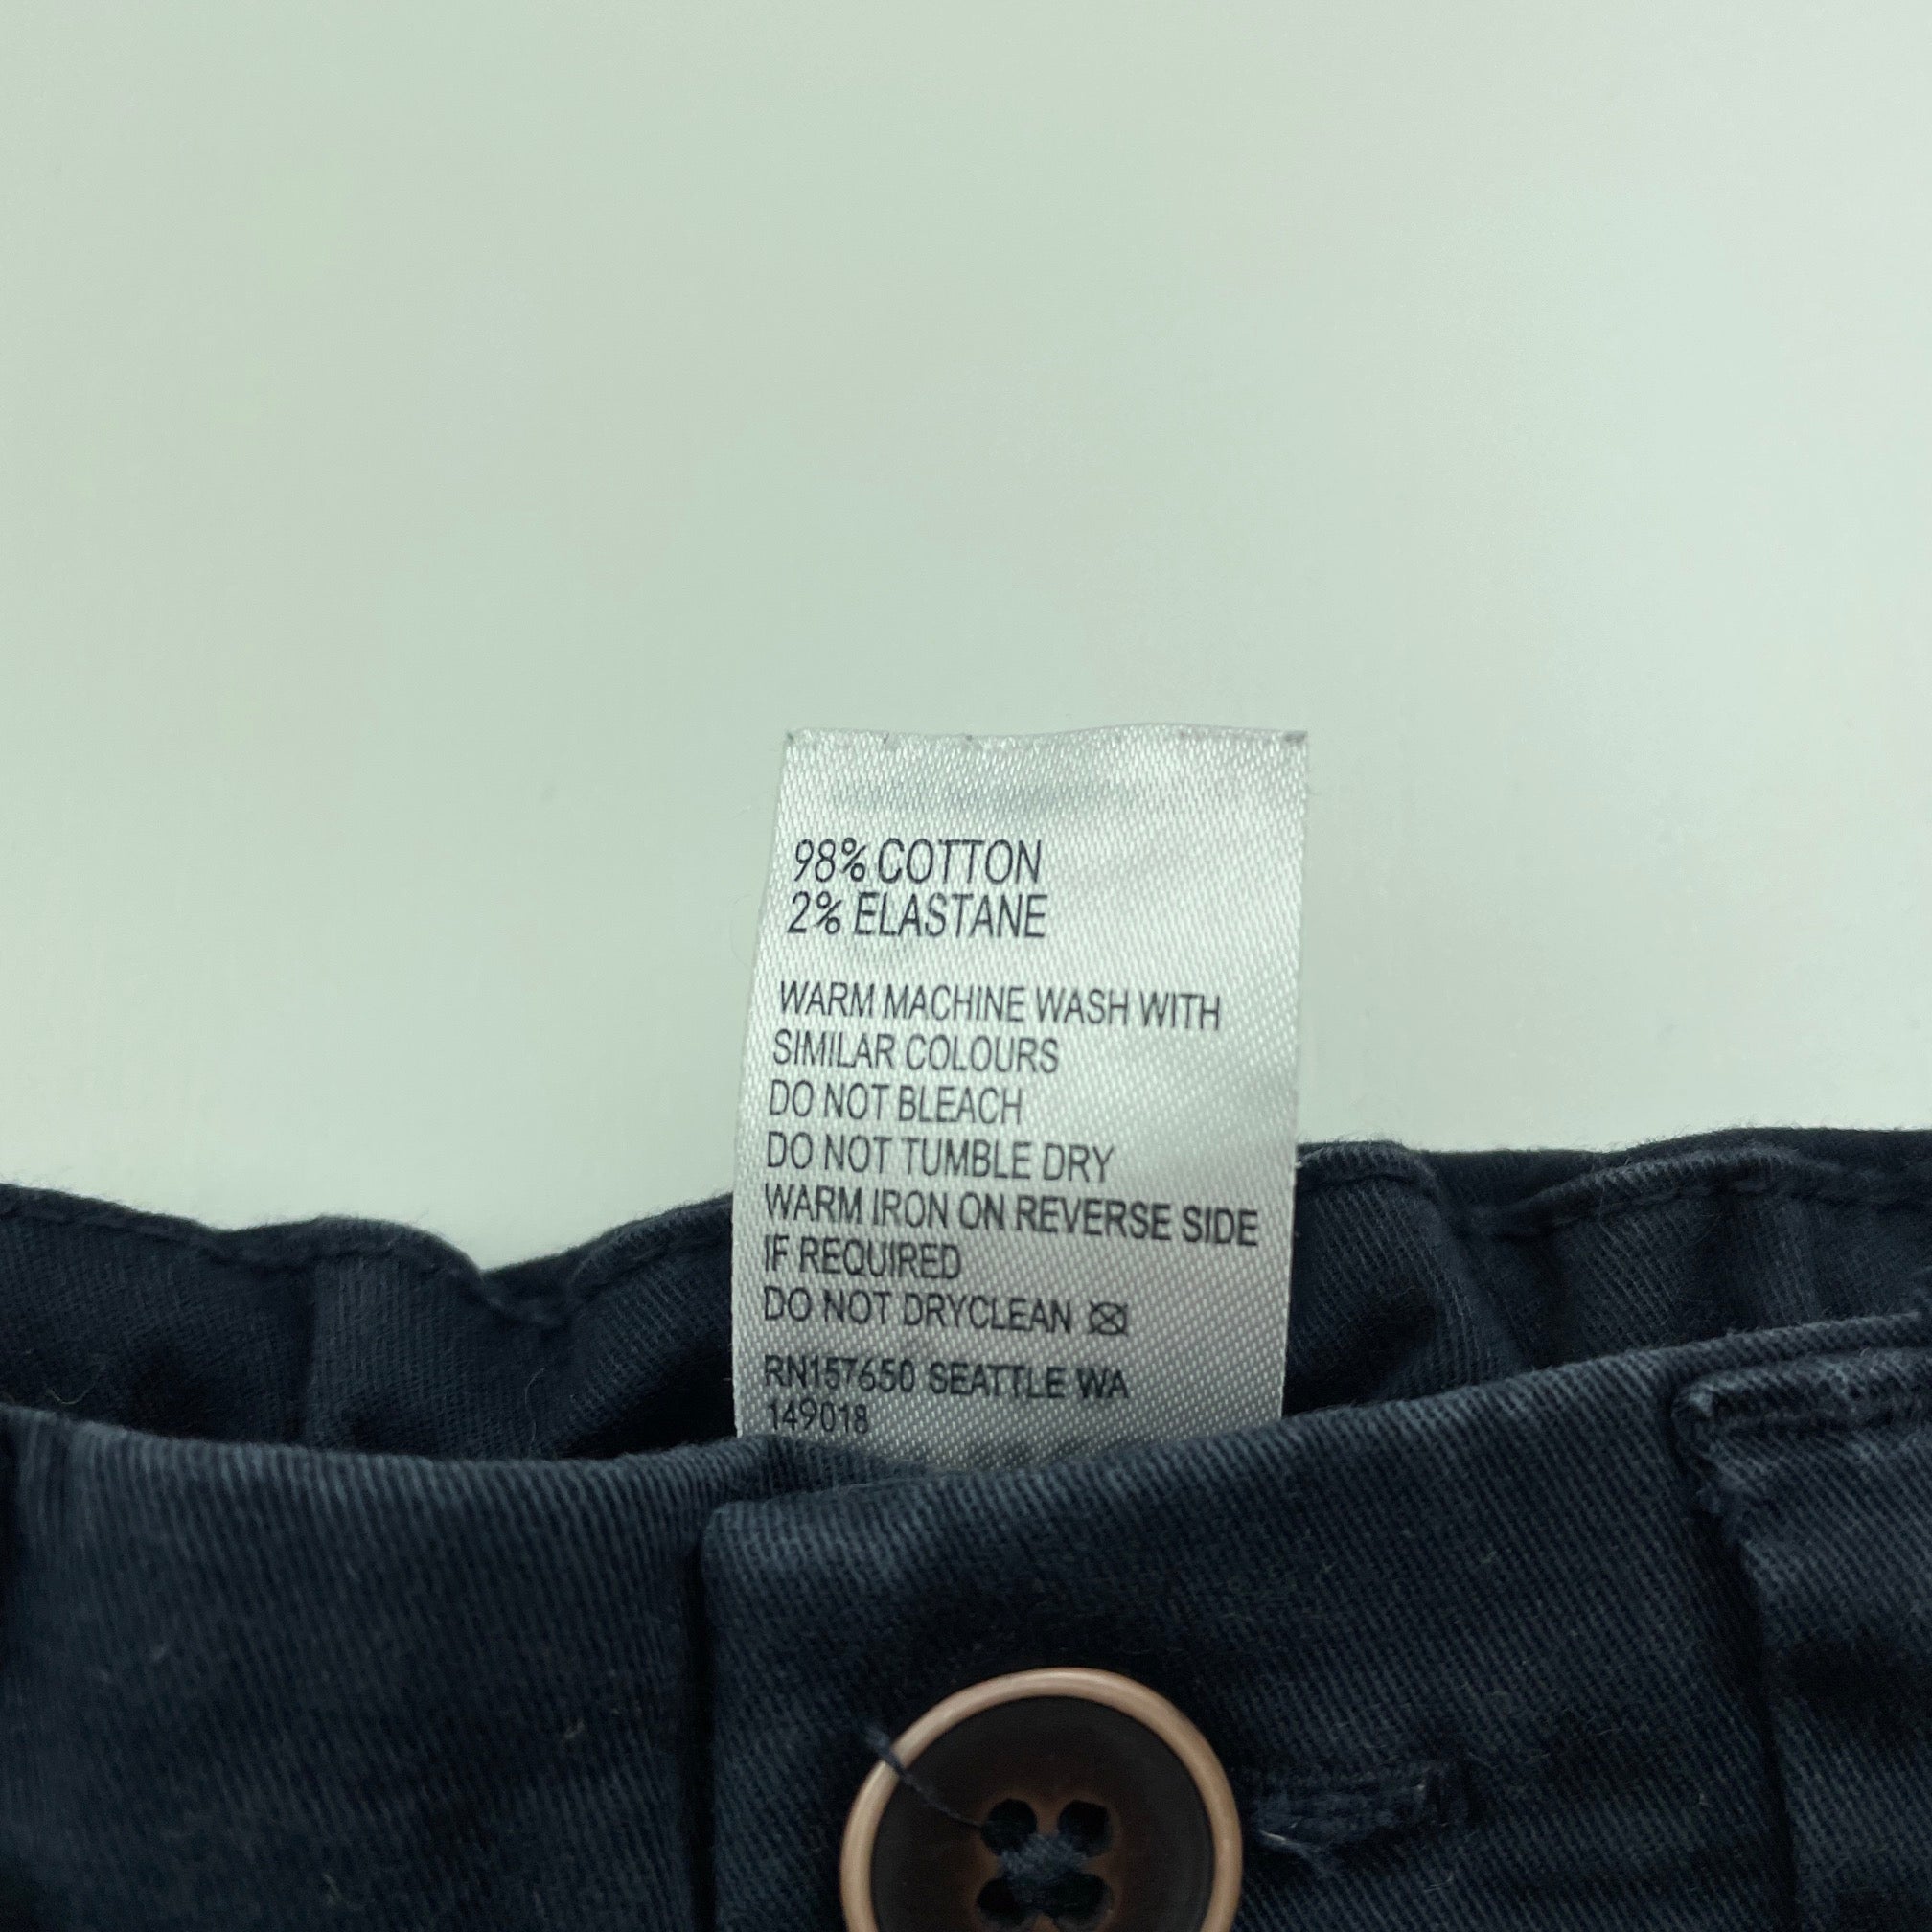 98% COTTON
2% ELASTANE
WARM MACHINE WASH WITH
SIMILAR COLOURS
DO NOT BLEACH
DO NOT TUMBLE DRY
WARM IRON ON REVERSE SIDE
IF REQUIRED
DO NOT DRYCLEAN
RN157650 SEATTLE WA
149018